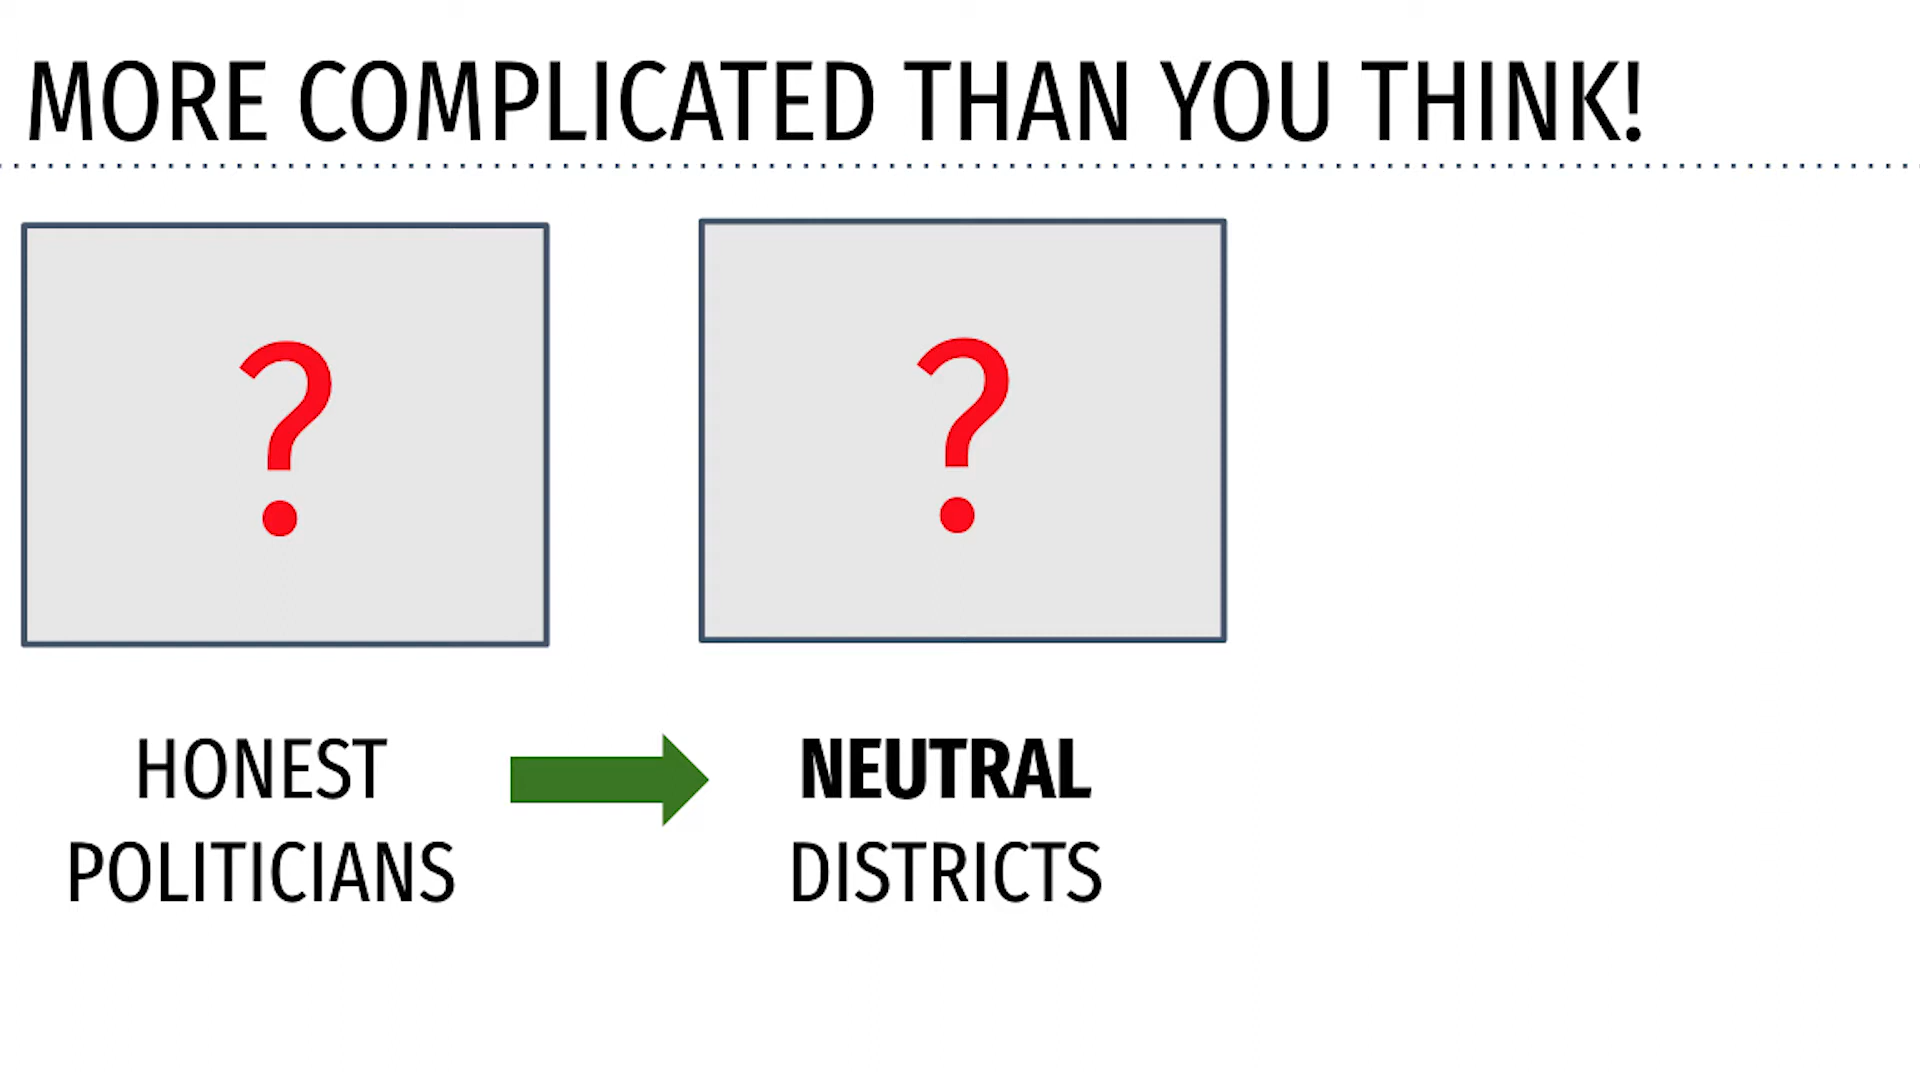 MORE COMPLICATED THAN YOU THINK!
?
?
HONEST
POLITICIANS
NEUTRAL
DISTRICTS